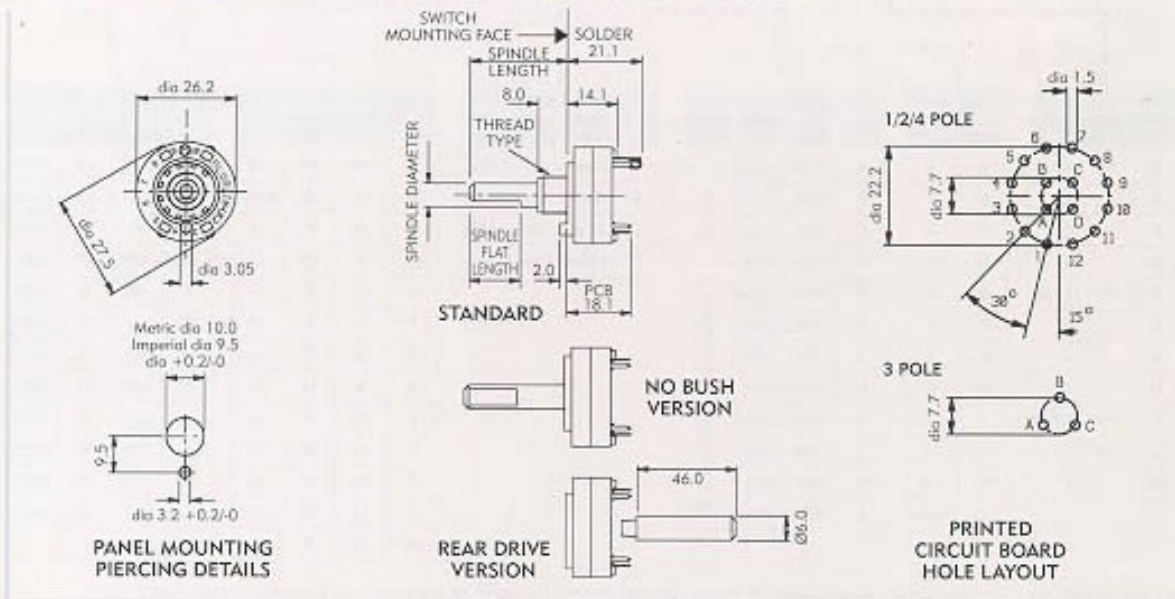 SWITCH
MOUNTING FACE
SOLDER
21.1
SPINDLE
LENGTH
8.0
14.1
THREAD
TYPE
SPINDLE DIAMETER
SPINDLE
FLAT
LENGTH
2.0
PCB
18.1
STANDARD
dia 26.2
dia 27.5
dia 3.05
Metric dia 10.0
Imperial dia 9.5
dia +0.2/-0
9.5
dia 3.2 +0.2/-0
PANEL MOUNTING
PIERCING DETAILS
NO BUSH
VERSION
46.0
Ø6.0
REAR DRIVE
VERSION
dia 1.5
1/2/4 POLE
6 7
5 8
B C
4 9
3 10
A D
2 11
1 12
dia 22.2
dia 7.7
30°
15°
3 POLE
B
dia 7.7
A C
PRINTED
CIRCUIT BOARD
HOLE LAYOUT